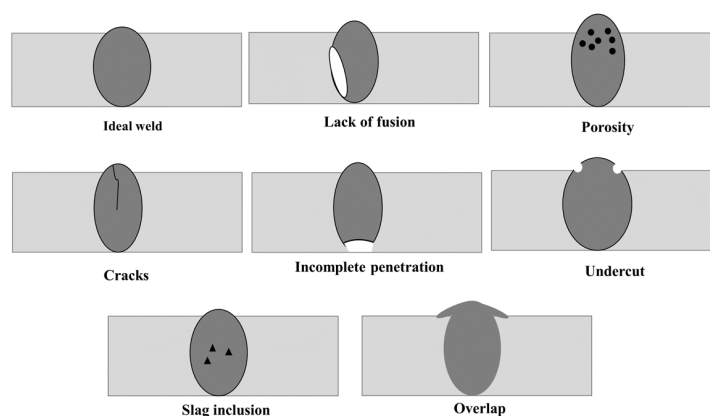 Ideal weld
Lack of fusion
Porosity
Cracks
Incomplete penetration
Undercut
Slag inclusion
Overlap